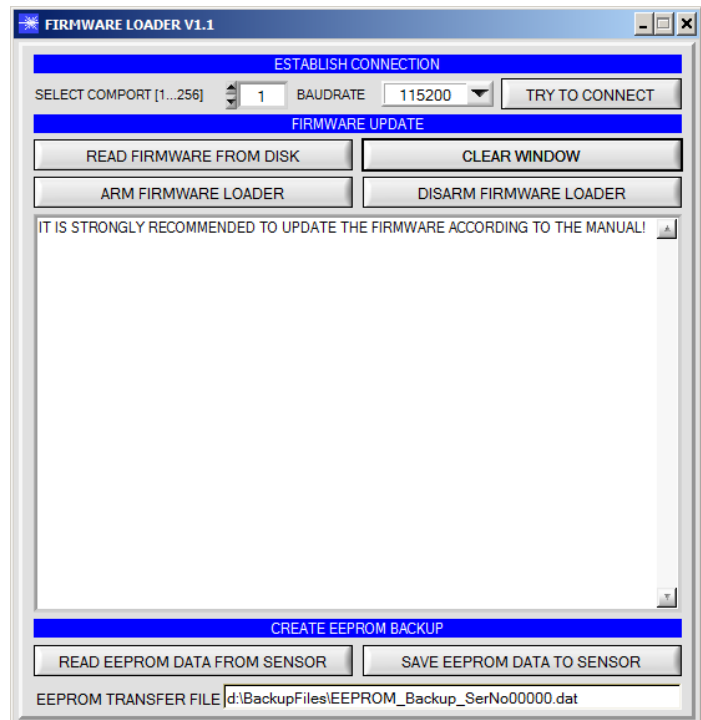 FIRMWARE LOADER V1.1
ESTABLISH CONNECTION
SELECT COMPORT [1...256] 1 BAUDRATE 115200 TRY TO CONNECT
FIRMWARE UPDATE
READ FIRMWARE FROM DISK CLEAR WINDOW
ARM FIRMWARE LOADER DISARM FIRMWARE LOADER
IT IS STRONGLY RECOMMENDED TO UPDATE THE FIRMWARE ACCORDING TO THE MANUAL!
CREATE EEPROM BACKUP
READ EEPROM DATA FROM SENSOR SAVE EEPROM DATA TO SENSOR
EEPROM TRANSFER FILE d:\BackupFiles\EEPROM_Backup_SerNo00000.dat